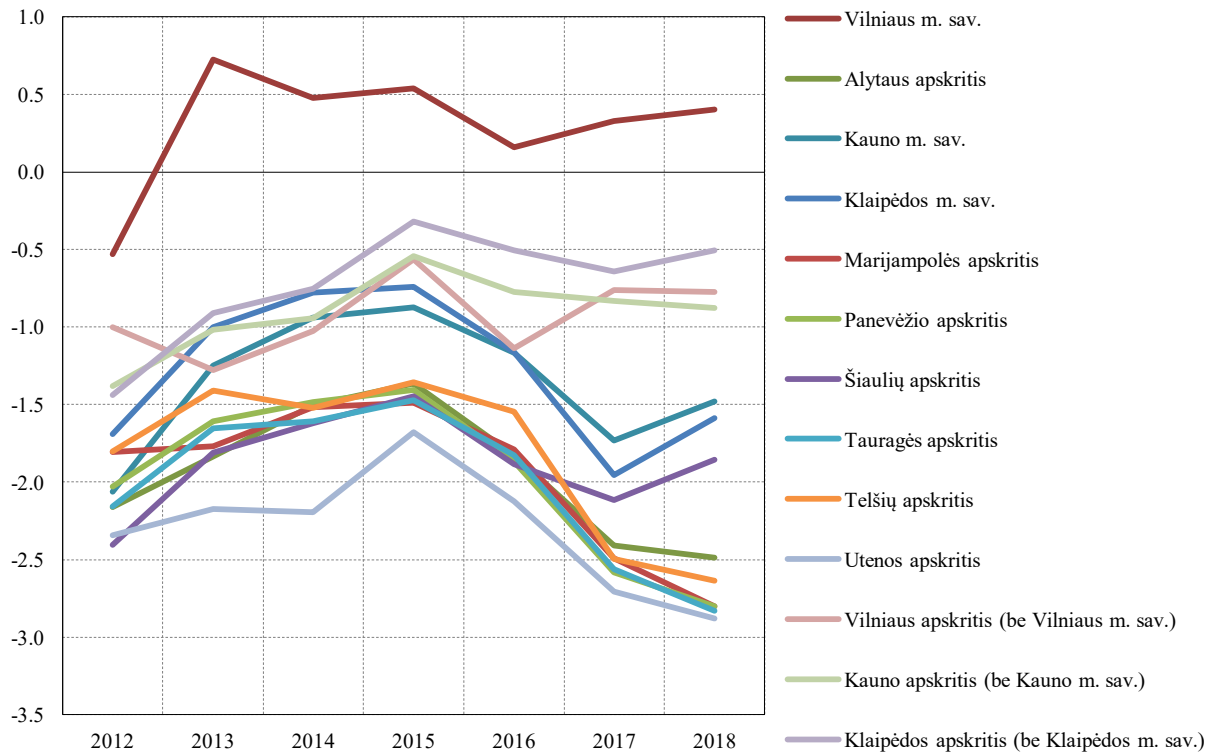 1.0
0.5
0.0
-0.5
-1.0
-1.5
-2.0
-2.5
-3.0
-3.5
2012 2013 2014 2015 2016 2017 2018
Vilniaus m. sav.
Alytaus apskritis
Kauno m. sav.
Klaipėdos m. sav.
Marijampolės apskritis
Panevėžio apskritis
Šiaulių apskritis
Tauragės apskritis
Telšių apskritis
Utenos apskritis
Vilniaus apskritis (be Vilniaus m. sav.)
Kauno apskritis (be Kauno m. sav.)
Klaipėdos apskritis (be Klaipėdos m. sav.)